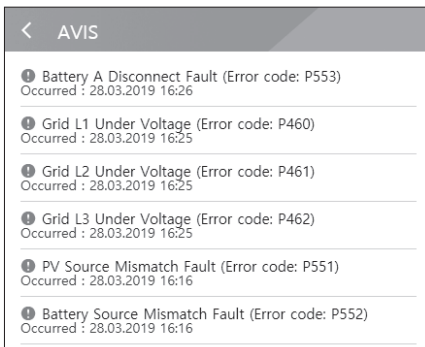 AVIS
Battery A Disconnect Fault (Error code: P553)
Occurred : 28.03.2019 16:26
Grid L1 Under Voltage (Error code: P460)
Occurred : 28.03.2019 16:25
Grid L2 Under Voltage (Error code: P461)
Occurred : 28.03.2019 16:25
Grid L3 Under Voltage (Error code: P462)
Occurred : 28.03.2019 16:25
PV Source Mismatch Fault (Error code: P551)
Occurred : 28.03.2019 16:16
Battery Source Mismatch Fault (Error code: P552)
Occurred : 28.03.2019 16:16